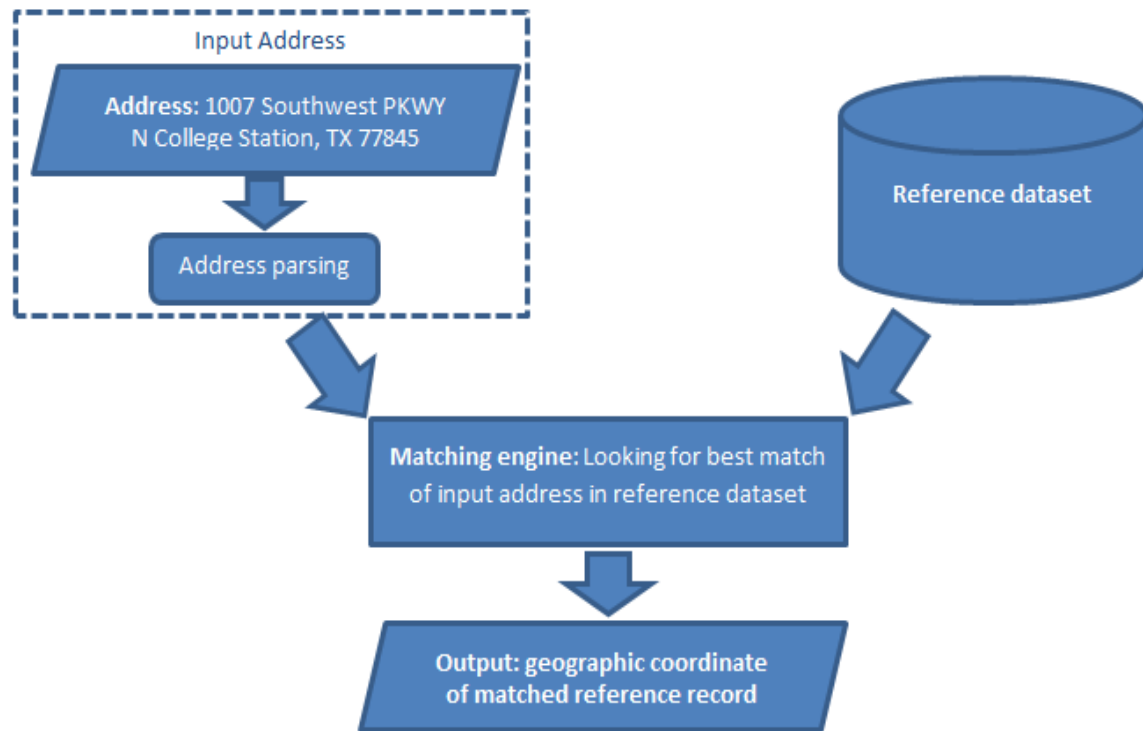 Input Address
Address: 1007 Southwest PKWY
N College Station, TX 77845
Address parsing
Reference dataset
Matching engine: Looking for best match
of input address in reference dataset
Output: geographic coordinate
of matched reference record